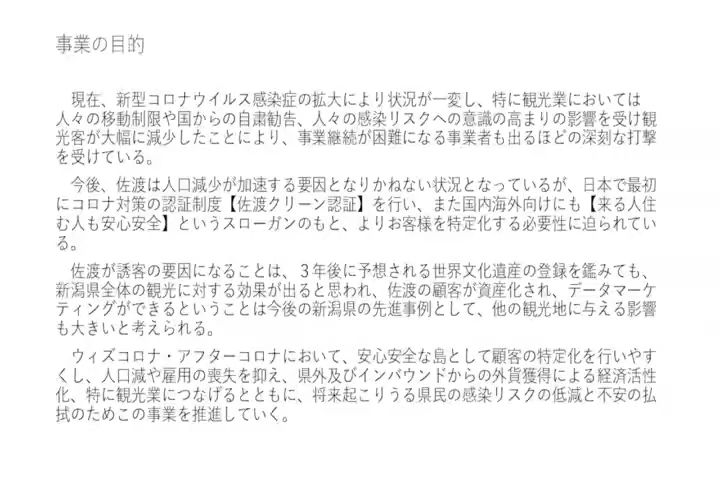 事業の目的
現在、新型コロナウイルス感染症の拡大により状況が一変し、特に観光業においては
人々の移動制限や国からの自粛勧告、人々の感染リスクへの意識の高まりの影響を受け観
光客が大幅に減少したことにより、事業継続が困難になる事業者も出るほどの深刻な打撃
を受けている。
今後、佐渡は人口減少が加速する要因となりかねない状況となっているが、日本で最初
にコロナ対策の認証制度【佐渡クリーン認証】を行い、また国内海外向けにも【来る人住
む人も安心安全】というスローガンのもと、よりお客様を特定化する必要性に迫られてい
る。
佐渡が誘客の要因になることは、３年後に予想される世界文化遺産の登録を鑑みても、
新潟県全体の観光に対する効果が出ると思われ、佐渡の顧客が資産化され、データマーケ
ティングができるということは今後の新潟県の先進事例として、他の観光地に与える影響
も大きいと考えられる。
ウィズコロナ・アフターコロナにおいて、安心安全な島として顧客の特定化を行いやす
くし、人口減や雇用の喪失を抑え、県外及びインバウンドからの外貨獲得による経済活性
化、特に観光業につなげるとともに、将来起こりうる県民の感染リスクの低減と不安の払
拭のためこの事業を推進していく。